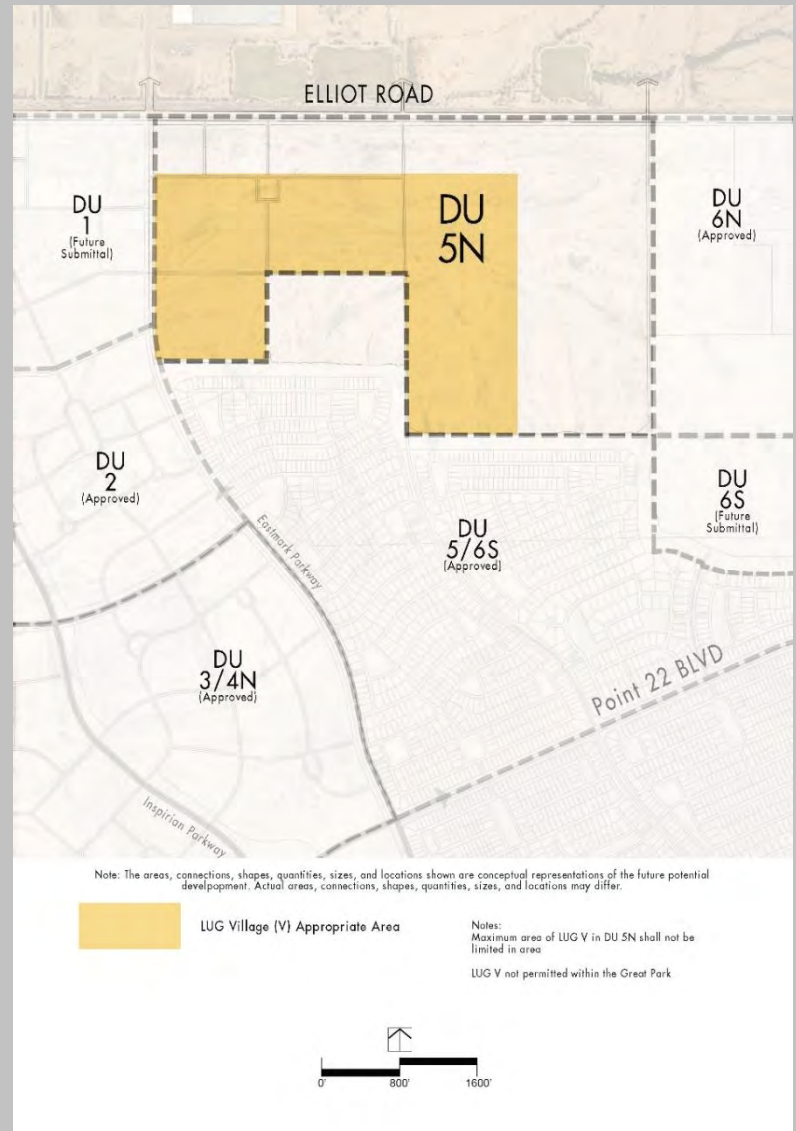 ELLIOT ROAD
DU
1
(Future
Submittal)
DU
5N
DU
6N
(Approved)
DU
2
(Approved)
DU
6S
(Future
Submittal)
DU
5/6S
(Approved)
Eastmark Parkway
DU
3/4N
(Approved)
Point 22 BLVD
Inspirian Parkway
Note: The areas, connections, shapes, quantities, sizes, and locations shown are conceptual representations of the future potential
develpopment. Actual areas, connections, shapes, quantities, sizes, and locations may differ.
LUG Village (V) Appropriate Area
Notes:
Maximum area of LUG V in DU 5N shall not be
limited in area
LUG V not permitted within the Great Park
0' 800' 1600'